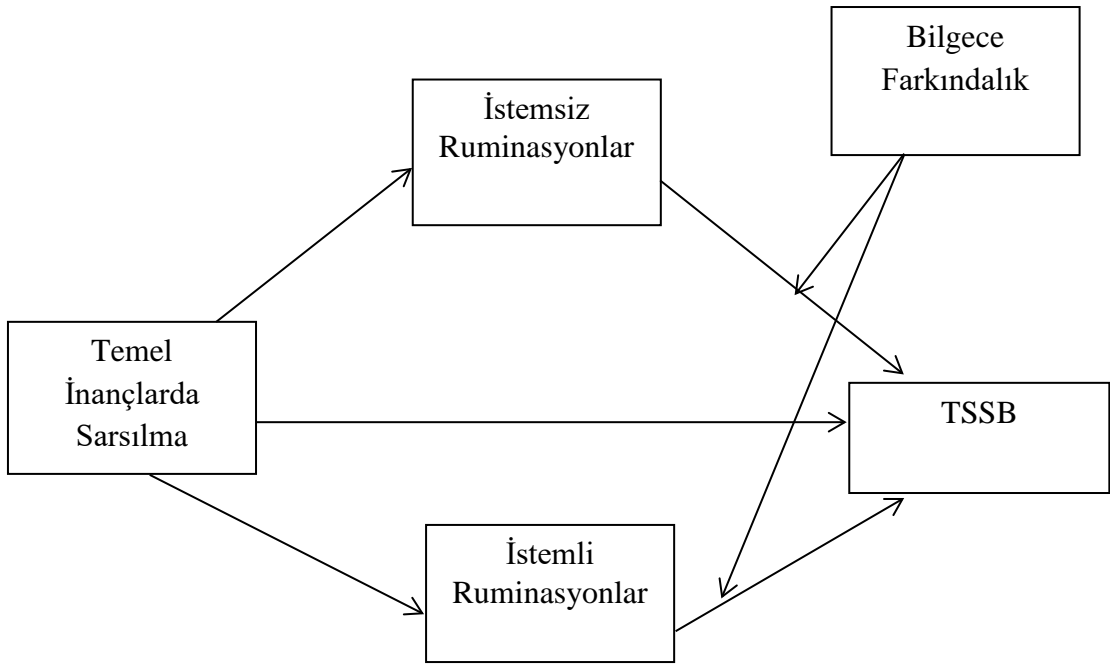 Bilgece
Farkındalık
İstemsiz
Ruminasyonlar
Temel
İnançlarda
Sarsılma
TSSB
İstemli
Ruminasyonlar